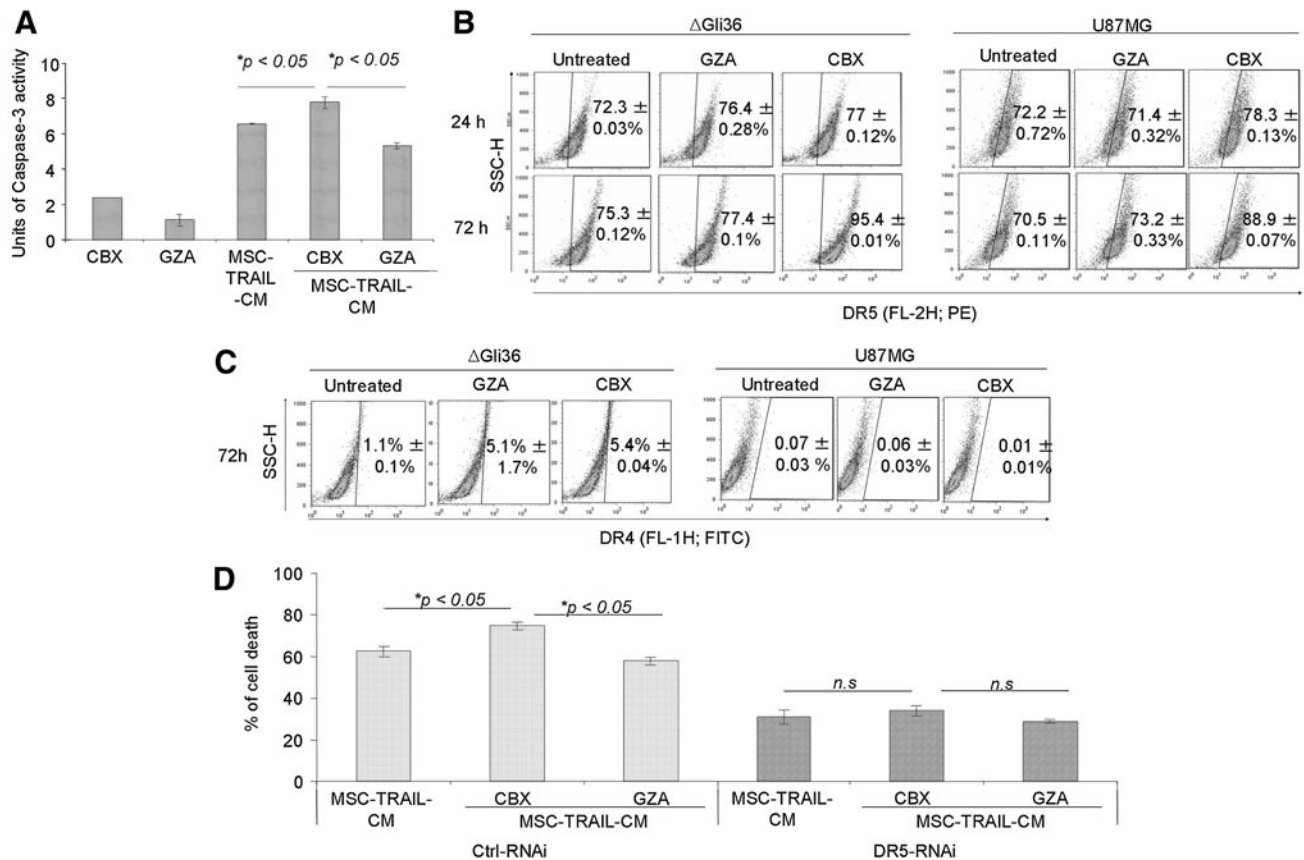 A
*p < 0.05 *p < 0.05
Units of Caspase-3 activity
10
8
6
4
2
0
CBX GZA MSC-TRAIL-CM CBX GZA
MSC-TRAIL-CM
B
ΔGli36 U87MG
Untreated GZA CBX Untreated GZA CBX
24 h
72.3 ± 0.03% 76.4 ± 0.28% 77 ± 0.12% 72.2 ± 0.72% 71.4 ± 0.32% 78.3 ± 0.13%
SSC-H
72 h
75.3 ± 0.12% 77.4 ± 0.1% 95.4 ± 0.01% 70.5 ± 0.11% 73.2 ± 0.33% 88.9 ± 0.07%
DR5 (FL-2H; PE)
C
ΔGli36 U87MG
Untreated GZA CBX Untreated GZA CBX
72h
SSC-H
1.1% ± 0.1% 5.1% ± 1.7% 5.4% ± 0.04% 0.07 ± 0.03 % 0.06 ± 0.03% 0.01 ± 0.01%
DR4 (FL-1H; FITC)
D
% of cell death
100
80
60
40
20
0
*p < 0.05 *p < 0.05
n.s n.s
MSC-TRAIL-CM CBX GZA MSC-TRAIL-CM CBX GZA
MSC-TRAIL-CM MSC-TRAIL-CM
Ctrl-RNAi DR5-RNAi